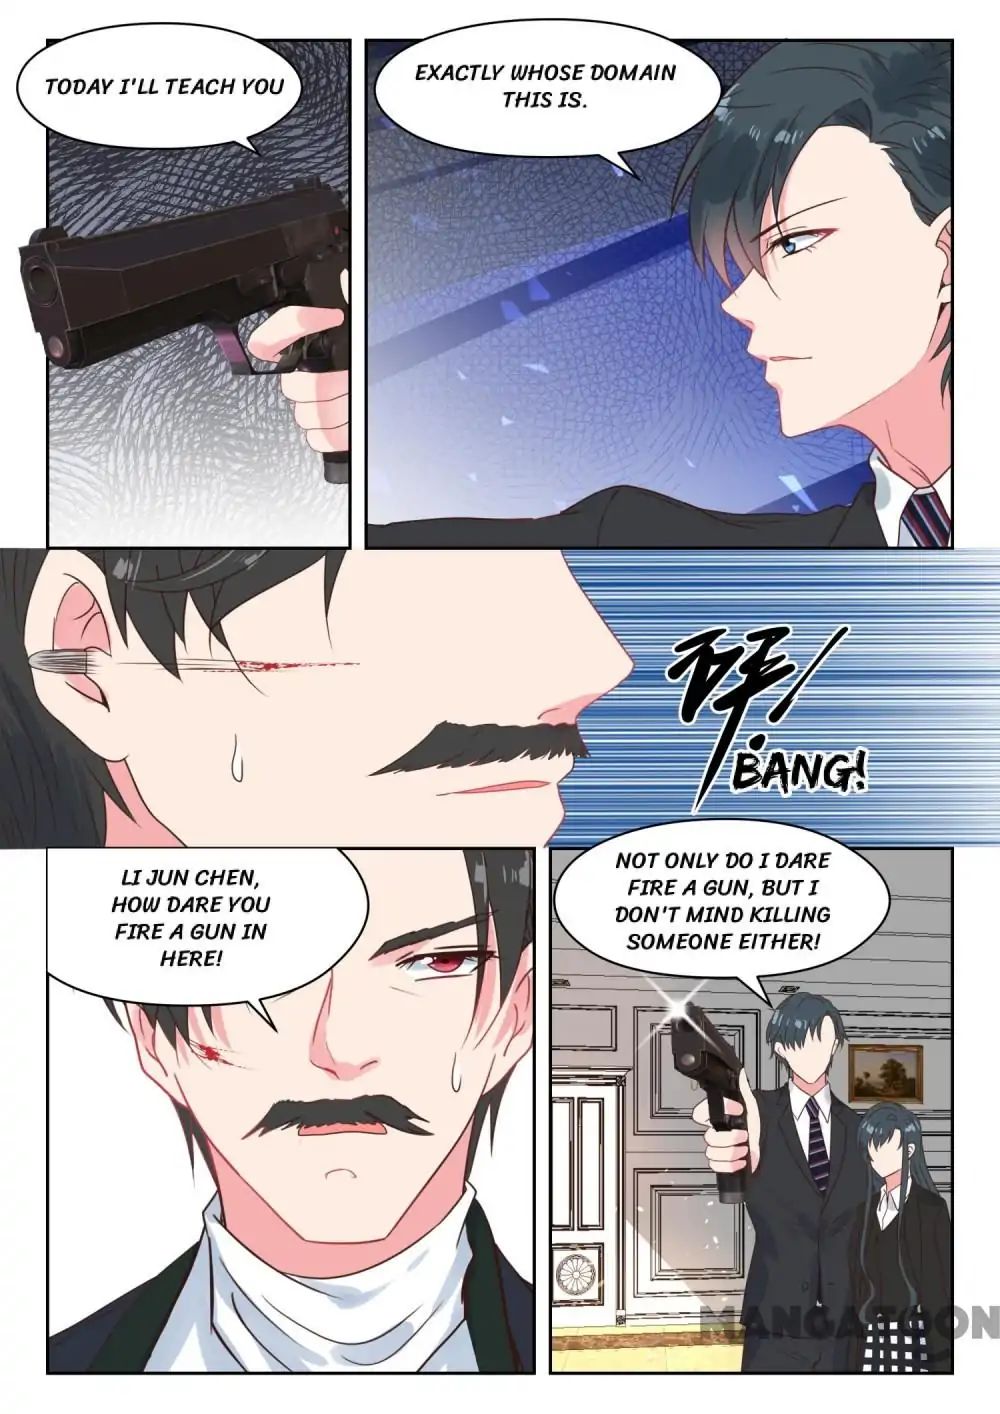 TODAY I'LL TEACH YOU
EXACTLY WHOSE DOMAIN
THIS IS.
砰!
BANG!
LI JUN CHEN,
HOW DARE YOU
FIRE A GUN IN
HERE!
NOT ONLY DO I DARE
FIRE A GUN, BUT I
DON'T MIND KILLING
SOMEONE EITHER!
MANGATOON